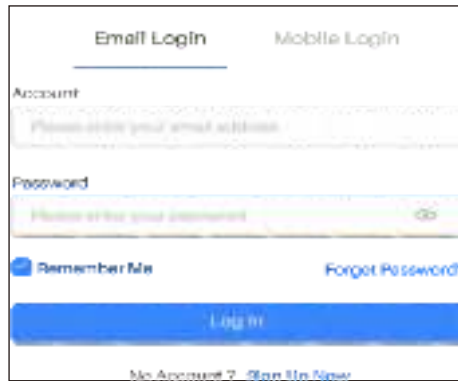 Email Login Mobile Login
Account
Please enter your email address
Password
Please enter your password
Remember Me Forget Password?
Log In
No Account ? Sign Up Now